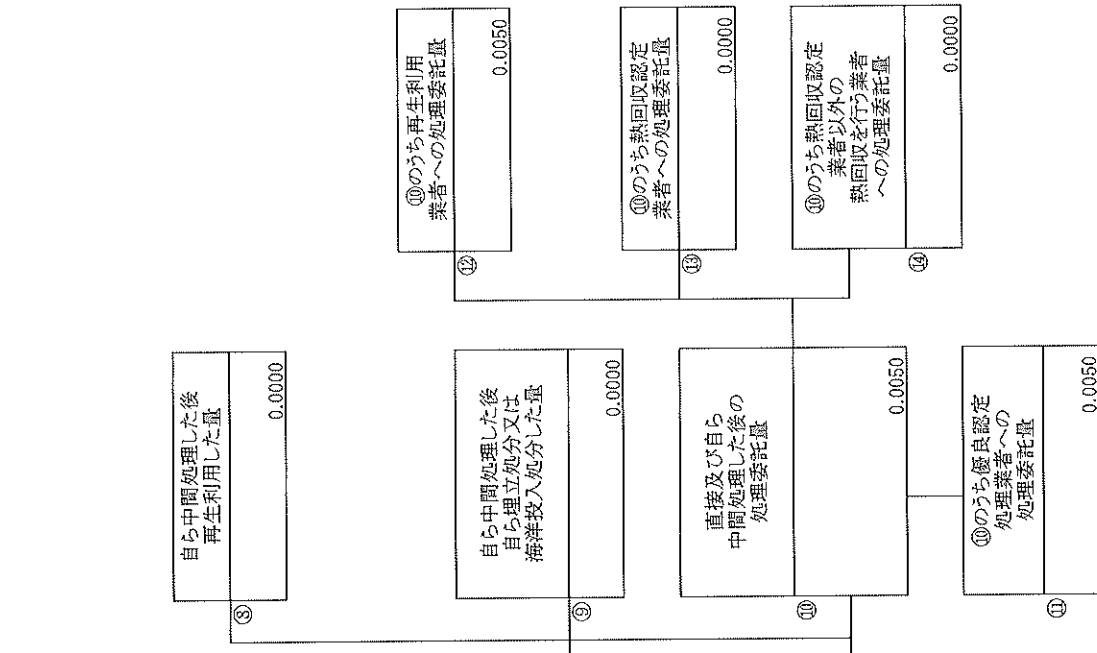 ⑧
自ら中間処理した後
再生利用した量
0.0000
⑨
自ら中間処理した後
自ら埋立処分又は
海洋投入処分した量
0.0000
⑩
直接及び自ら
中間処理した後の
処理委託量
0.0050
⑪
⑩のうち優良認定
処理業者への
処理委託量
0.0050
⑫
⑩のうち再生利用
業者への処理委託量
0.0050
⑬
⑩のうち熱回収認定
業者への処理委託量
0.0000
⑭
⑩のうち熱回収認定
業者以外の
熱回収を行う業者
への処理委託量
0.0000